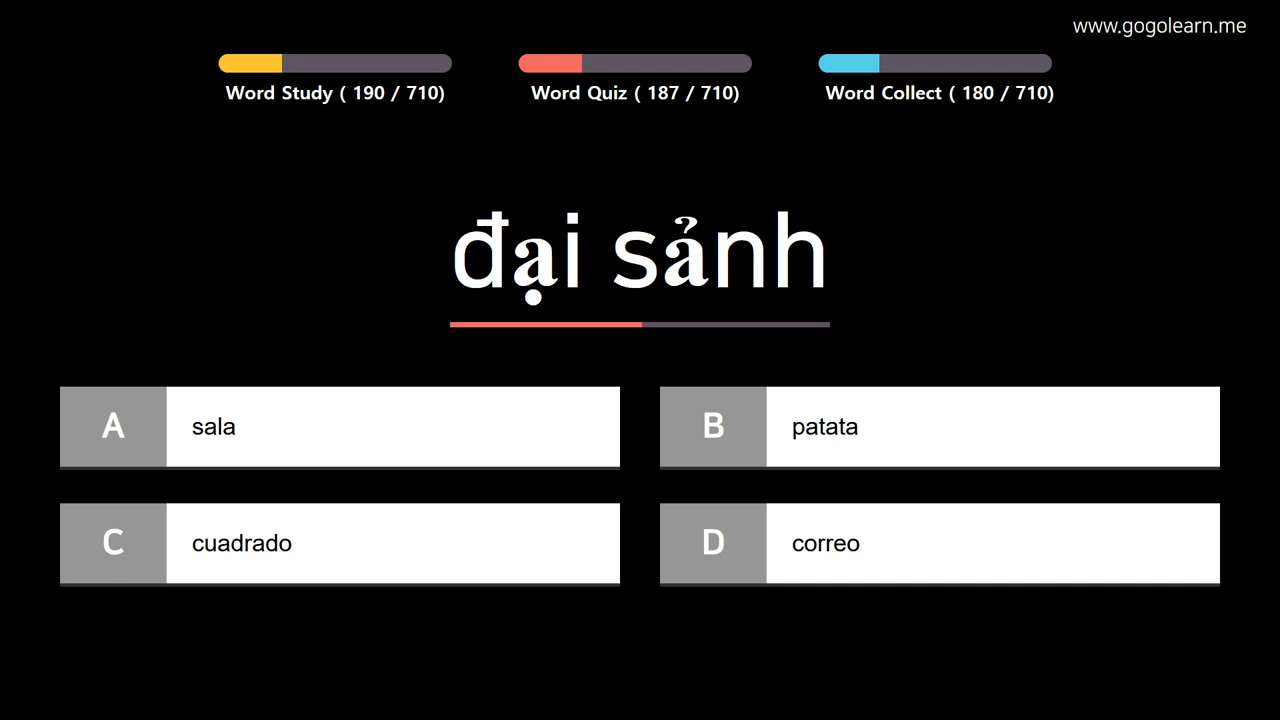 www.gogolearn.me
Word Study ( 190 / 710)
Word Quiz ( 187 / 710)
Word Collect ( 180 / 710)
đại sảnh
A sala
B patata
C cuadrado
D correo